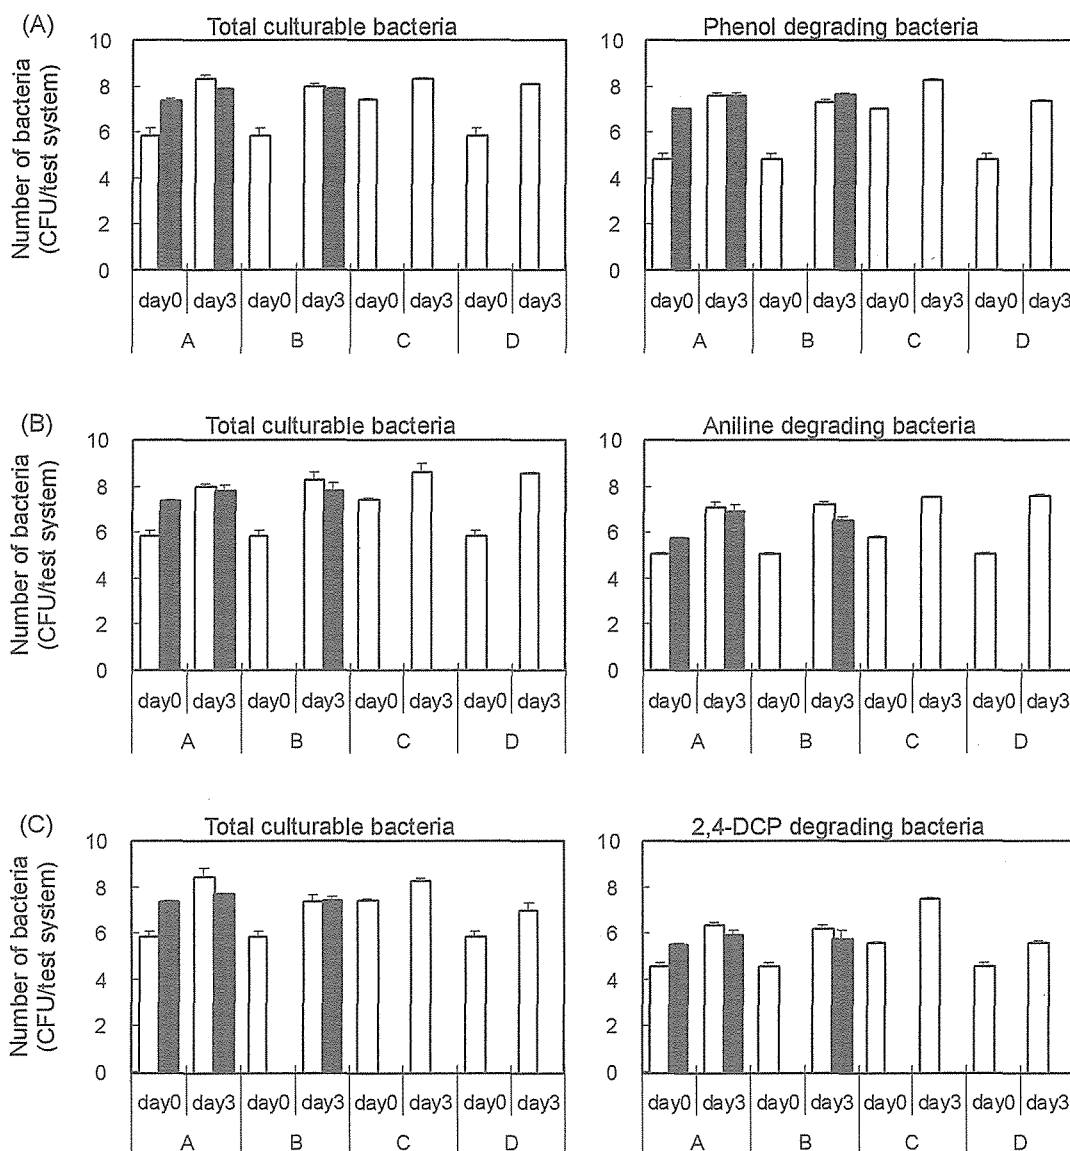 (A)
Total culturable bacteria
Phenol degrading bacteria
Number of bacteria
(CFU/test system)
10
8
6
4
2
0
10
8
6
4
2
0
day0 day3 day0 day3 day0 day3 day0 day3
A B C D
day0 day3 day0 day3 day0 day3 day0 day3
A B C D
(B)
Total culturable bacteria
Aniline degrading bacteria
Number of bacteria
(CFU/test system)
10
8
6
4
2
0
10
8
6
4
2
0
day0 day3 day0 day3 day0 day3 day0 day3
A B C D
day0 day3 day0 day3 day0 day3 day0 day3
A B C D
(C)
Total culturable bacteria
2,4-DCP degrading bacteria
Number of bacteria
(CFU/test system)
10
8
6
4
2
0
10
8
6
4
2
0
day0 day3 day0 day3 day0 day3 day0 day3
A B C D
day0 day3 day0 day3 day0 day3 day0 day3
A B C D